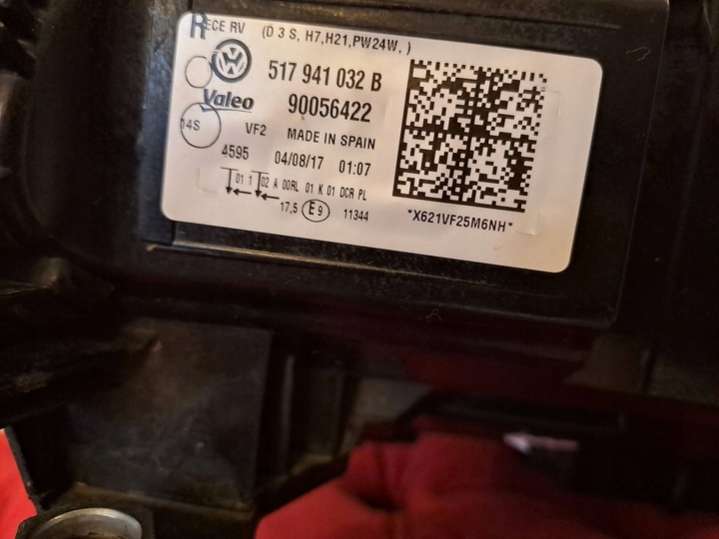 R ECE RV (D 3 S, H7,H21,PW24W, )
VW
517 941 032 B
Valeo 90056422
14S VF2 MADE IN SPAIN
4595 04/08/17 01:07
01 1 02 A 00RL 01 K 01 DCR PL
17,5 E9 11344
*X621VF25M6NH*